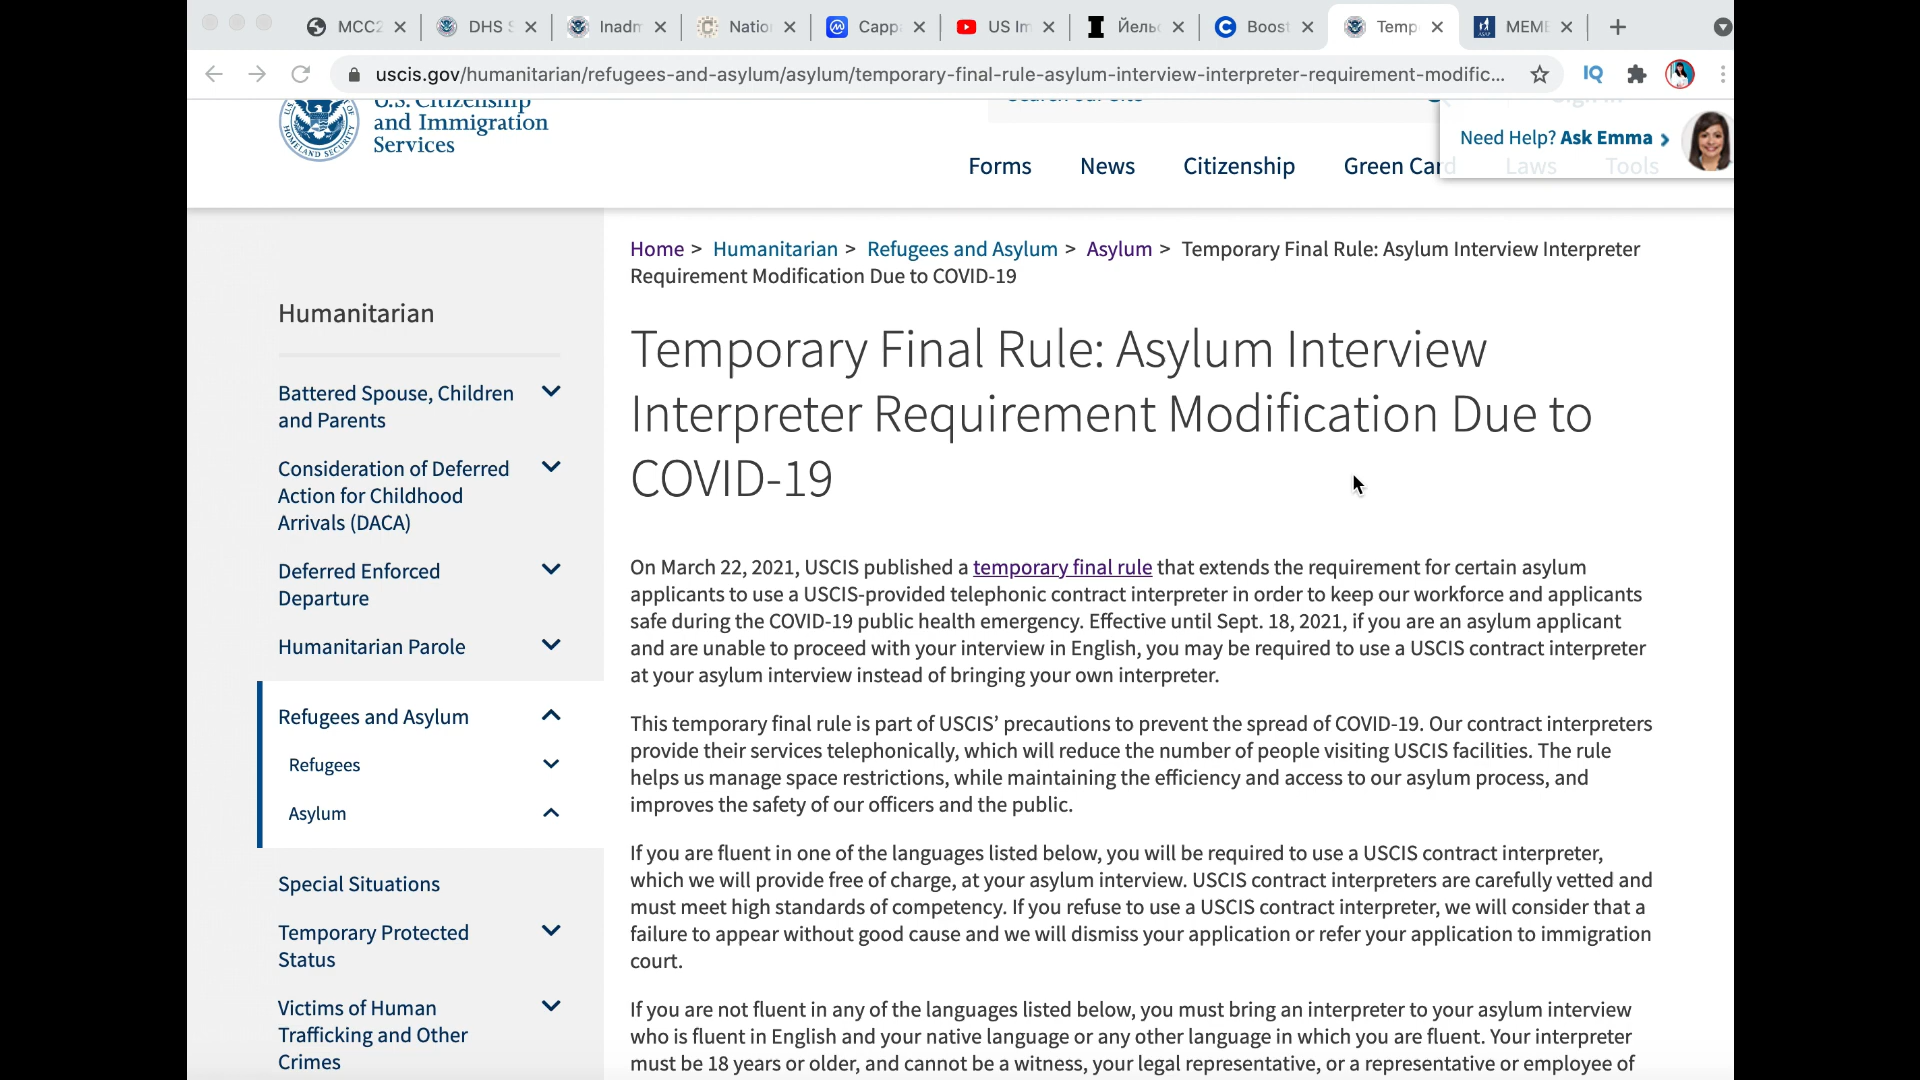 MCC2
DHS S
Inadm
Natio
Cappa
US Im
Йельс
Boost
Temp
MEME
uscis.gov/humanitarian/refugees-and-asylum/asylum/temporary-final-rule-asylum-interview-interpreter-requirement-modific...
IQ
U.S. Citizenship
and Immigration
Services
Search our Site
Sign In
Need Help? Ask Emma
Forms
News
Citizenship
Green Card
Laws
Tools
Home > Humanitarian > Refugees and Asylum > Asylum > Temporary Final Rule: Asylum Interview Interpreter
Requirement Modification Due to COVID-19
Humanitarian
Battered Spouse, Children
and Parents
Consideration of Deferred
Action for Childhood
Arrivals (DACA)
Deferred Enforced
Departure
Humanitarian Parole
Refugees and Asylum
Refugees
Asylum
Special Situations
Temporary Protected
Status
Victims of Human
Trafficking and Other
Crimes
Temporary Final Rule: Asylum Interview
Interpreter Requirement Modification Due to
COVID-19
On March 22, 2021, USCIS published a temporary final rule that extends the requirement for certain asylum
applicants to use a USCIS-provided telephonic contract interpreter in order to keep our workforce and applicants
safe during the COVID-19 public health emergency. Effective until Sept. 18, 2021, if you are an asylum applicant
and are unable to proceed with your interview in English, you may be required to use a USCIS contract interpreter
at your asylum interview instead of bringing your own interpreter.
This temporary final rule is part of USCIS’ precautions to prevent the spread of COVID-19. Our contract interpreters
provide their services telephonically, which will reduce the number of people visiting USCIS facilities. The rule
helps us manage space restrictions, while maintaining the efficiency and access to our asylum process, and
improves the safety of our officers and the public.
If you are fluent in one of the languages listed below, you will be required to use a USCIS contract interpreter,
which we will provide free of charge, at your asylum interview. USCIS contract interpreters are carefully vetted and
must meet high standards of competency. If you refuse to use a USCIS contract interpreter, we will consider that a
failure to appear without good cause and we will dismiss your application or refer your application to immigration
court.
If you are not fluent in any of the languages listed below, you must bring an interpreter to your asylum interview
who is fluent in English and your native language or any other language in which you are fluent. Your interpreter
must be 18 years or older, and cannot be a witness, your legal representative, or a representative or employee of